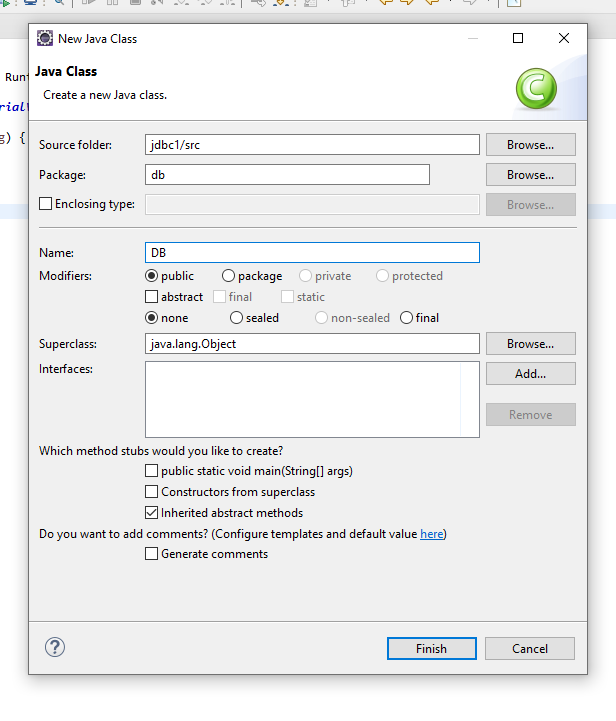 New Java Class
Java Class
Create a new Java class.
Source folder: jdbc1/src Browse...
Package: db Browse...
Enclosing type: Browse...
Name: DB
Modifiers: public package private protected
abstract final static
none sealed non-sealed final
Superclass: java.lang.Object Browse...
Interfaces: Add...
Remove
Which method stubs would you like to create?
public static void main(String[] args)
Constructors from superclass
Inherited abstract methods
Do you want to add comments? (Configure templates and default value here)
Generate comments
? Finish Cancel
g) {